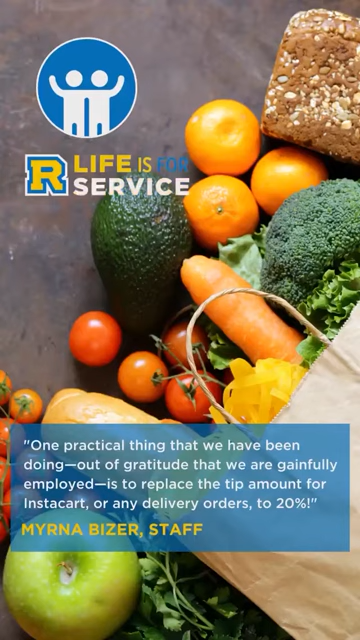 R LIFE IS FOR
SERVICE
"One practical thing that we have been
doing—out of gratitude that we are gainfully
employed—is to replace the tip amount for
Instacart, or any delivery orders, to 20%!"
MYRNA BIZER, STAFF